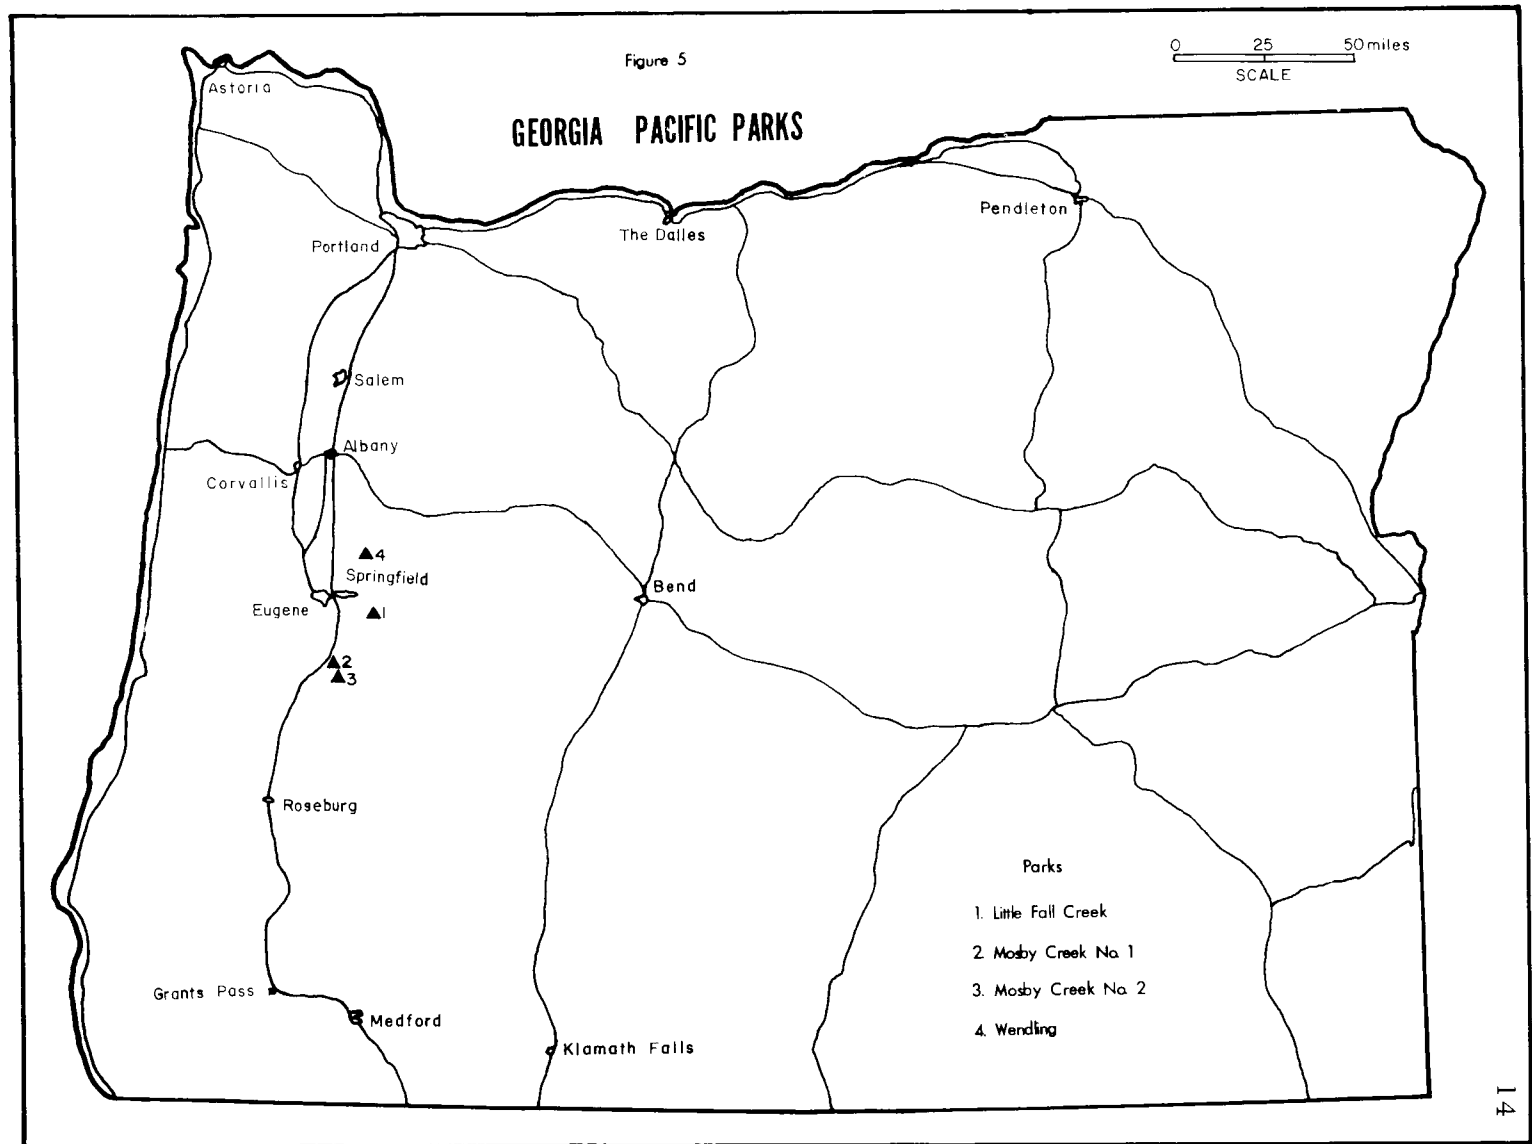 Figure 5
0 25 50 miles
SCALE
GEORGIA PACIFIC PARKS
Astoria
Portland
The Dalles
Pendleton
Salem
Albany
Corvallis
4
Springfield
Eugene
1
Bend
2
3
Roseburg
Grants Pass
Medford
Klamath Falls
Parks
1. Little Fall Creek
2. Mosby Creek No. 1
3. Mosby Creek No. 2
4. Wendling
14